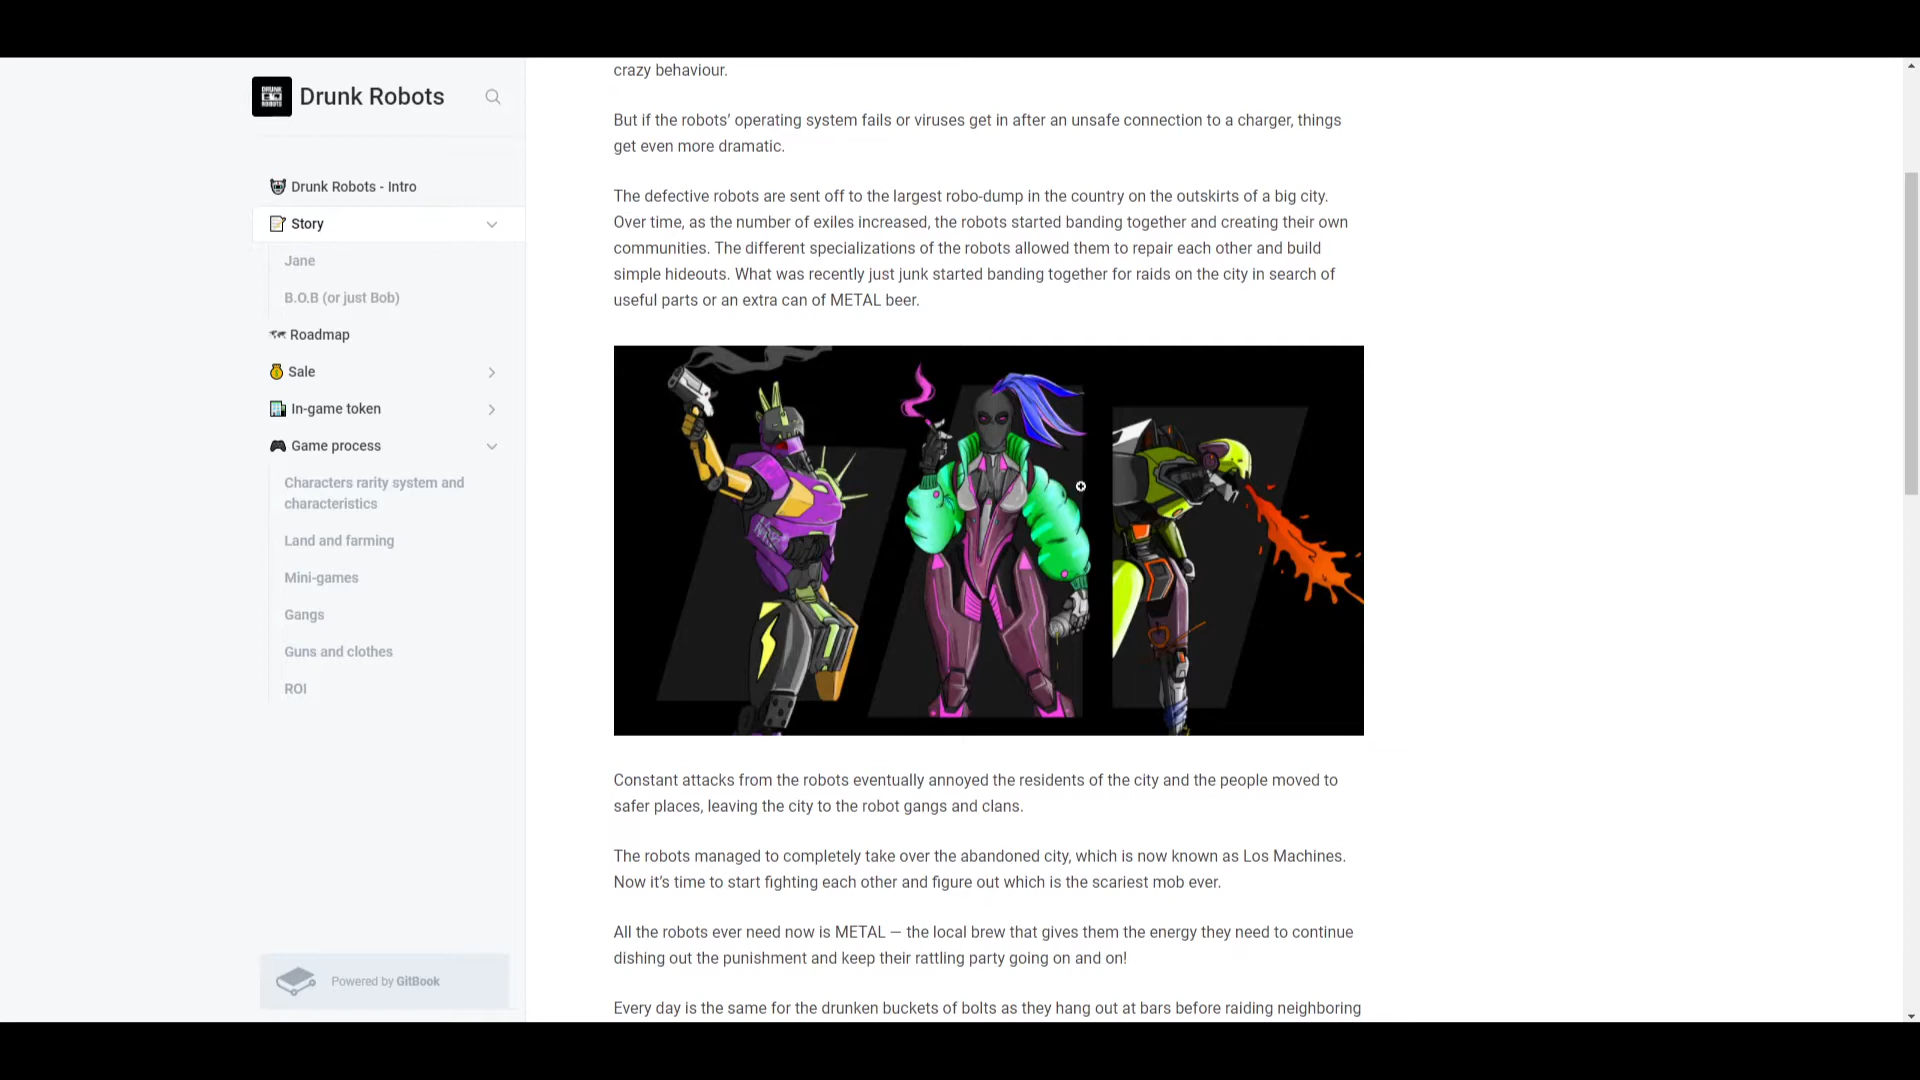 DRUNK
ROBOTS
Drunk Robots
Drunk Robots - Intro
Story
Jane
B.O.B (or just Bob)
Roadmap
Sale
In-game token
Game process
Characters rarity system and
characteristics
Land and farming
Mini-games
Gangs
Guns and clothes
ROI
Powered by GitBook
crazy behaviour.
But if the robots’ operating system fails or viruses get in after an unsafe connection to a charger, things
get even more dramatic.
The defective robots are sent off to the largest robo-dump in the country on the outskirts of a big city.
Over time, as the number of exiles increased, the robots started banding together and creating their own
communities. The different specializations of the robots allowed them to repair each other and build
simple hideouts. What was recently just junk started banding together for raids on the city in search of
useful parts or an extra can of METAL beer.
Constant attacks from the robots eventually annoyed the residents of the city and the people moved to
safer places, leaving the city to the robot gangs and clans.
The robots managed to completely take over the abandoned city, which is now known as Los Machines.
Now it’s time to start fighting each other and figure out which is the scariest mob ever.
All the robots ever need now is METAL — the local brew that gives them the energy they need to continue
dishing out the punishment and keep their rattling party going on and on!
Every day is the same for the drunken buckets of bolts as they hang out at bars before raiding neighboring